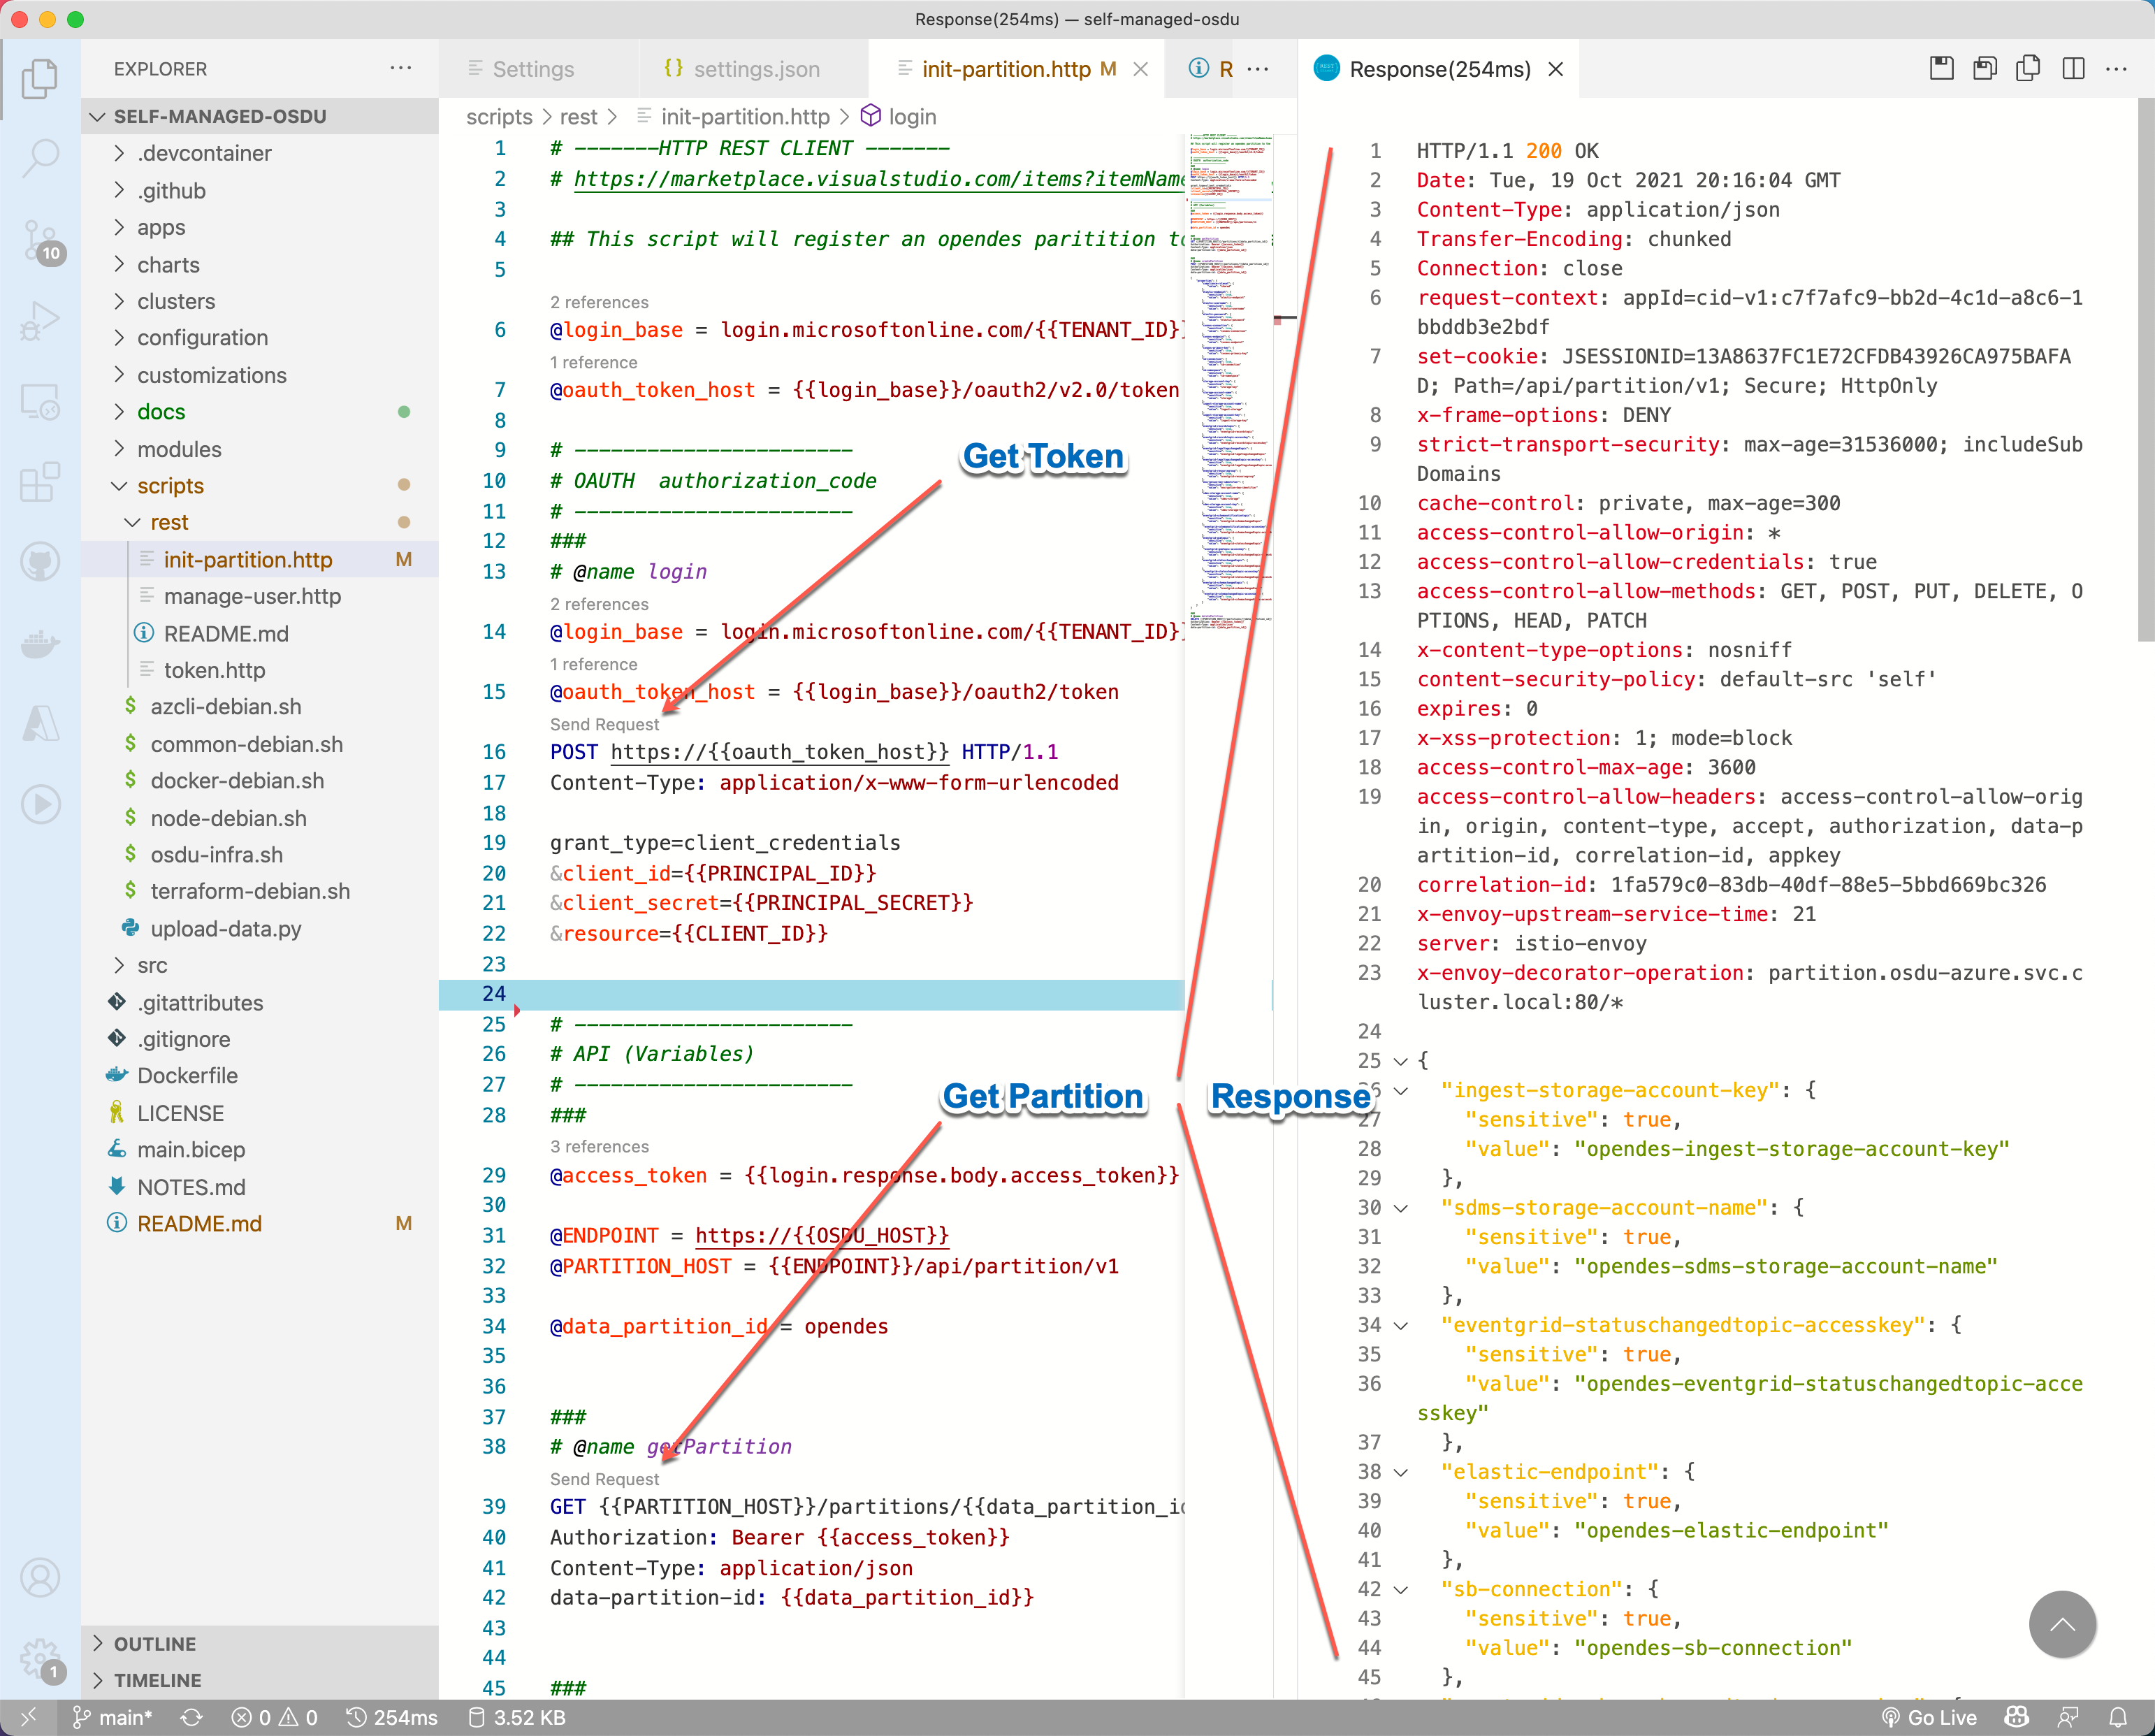 Response(254ms) — self-managed-osdu
EXPLORER
SELF-MANAGED-OSDU
.devcontainer
.github
apps
charts
clusters
configuration
customizations
docs
modules
scripts
rest
init-partition.http M
manage-user.http
README.md
token.http
azcli-debian.sh
common-debian.sh
docker-debian.sh
node-debian.sh
osdu-infra.sh
terraform-debian.sh
upload-data.py
src
.gitattributes
.gitignore
Dockerfile
LICENSE
main.bicep
NOTES.md
README.md M
OUTLINE
TIMELINE
10
1
Settings
settings.json
init-partition.http M
R
scripts > rest > init-partition.http > login
1 # -------HTTP REST CLIENT -------
2 # https://marketplace.visualstudio.com/items?itemName
3
4 ## This script will register an opendes paritition to
5
2 references
6 @login_base = login.microsoftonline.com/{{TENANT_ID}}
1 reference
7 @oauth_token_host = {{login_base}}/oauth2/v2.0/token
8
9 # -----------------------
10 # OAUTH  authorization_code
11 # -----------------------
12 ###
13 # @name login
2 references
14 @login_base = login.microsoftonline.com/{{TENANT_ID}}
1 reference
15 @oauth_token_host = {{login_base}}/oauth2/token
Send Request
16 POST https://{{oauth_token_host}} HTTP/1.1
17 Content-Type: application/x-www-form-urlencoded
18
19 grant_type=client_credentials
20 &client_id={{PRINCIPAL_ID}}
21 &client_secret={{PRINCIPAL_SECRET}}
22 &resource={{CLIENT_ID}}
23
24
25 # -----------------------
26 # API (Variables)
27 # -----------------------
28 ###
3 references
29 @access_token = {{login.response.body.access_token}}
30
31 @ENDPOINT = https://{{OSDU_HOST}}
32 @PARTITION_HOST = {{ENDPOINT}}/api/partition/v1
33
34 @data_partition_id = opendes
35
36
37 ###
38 # @name getPartition
Send Request
39 GET {{PARTITION_HOST}}/partitions/{{data_partition_id
40 Authorization: Bearer {{access_token}}
41 Content-Type: application/json
42 data-partition-id: {{data_partition_id}}
43
44
45 ###
Get Token
Get Partition
Response
Response(254ms)
1 HTTP/1.1 200 OK
2 Date: Tue, 19 Oct 2021 20:16:04 GMT
3 Content-Type: application/json
4 Transfer-Encoding: chunked
5 Connection: close
6 request-context: appId=cid-v1:c7f7afc9-bb2d-4c1d-a8c6-1
bbddb3e2bdf
7 set-cookie: JSESSIONID=13A8637FC1E72CFDB43926CA975BAFA
D; Path=/api/partition/v1; Secure; HttpOnly
8 x-frame-options: DENY
9 strict-transport-security: max-age=31536000; includeSub
Domains
10 cache-control: private, max-age=300
11 access-control-allow-origin: *
12 access-control-allow-credentials: true
13 access-control-allow-methods: GET, POST, PUT, DELETE, O
PTIONS, HEAD, PATCH
14 x-content-type-options: nosniff
15 content-security-policy: default-src 'self'
16 expires: 0
17 x-xss-protection: 1; mode=block
18 access-control-max-age: 3600
19 access-control-allow-headers: access-control-allow-orig
in, origin, content-type, accept, authorization, data-p
artition-id, correlation-id, appkey
20 correlation-id: 1fa579c0-83db-40df-88e5-5bbd669bc326
21 x-envoy-upstream-service-time: 21
22 server: istio-envoy
23 x-envoy-decorator-operation: partition.osdu-azure.svc.c
luster.local:80/*
24
25 {
26 "ingest-storage-account-key": {
27 "sensitive": true,
28 "value": "opendes-ingest-storage-account-key"
29 },
30 "sdms-storage-account-name": {
31 "sensitive": true,
32 "value": "opendes-sdms-storage-account-name"
33 },
34 "eventgrid-statuschangedtopic-accesskey": {
35 "sensitive": true,
36 "value": "opendes-eventgrid-statuschangedtopic-acce
sskey"
37 },
38 "elastic-endpoint": {
39 "sensitive": true,
40 "value": "opendes-elastic-endpoint"
41 },
42 "sb-connection": {
43 "sensitive": true,
44 "value": "opendes-sb-connection"
45 },
main* 0 0 254ms 3.52 KB Go Live